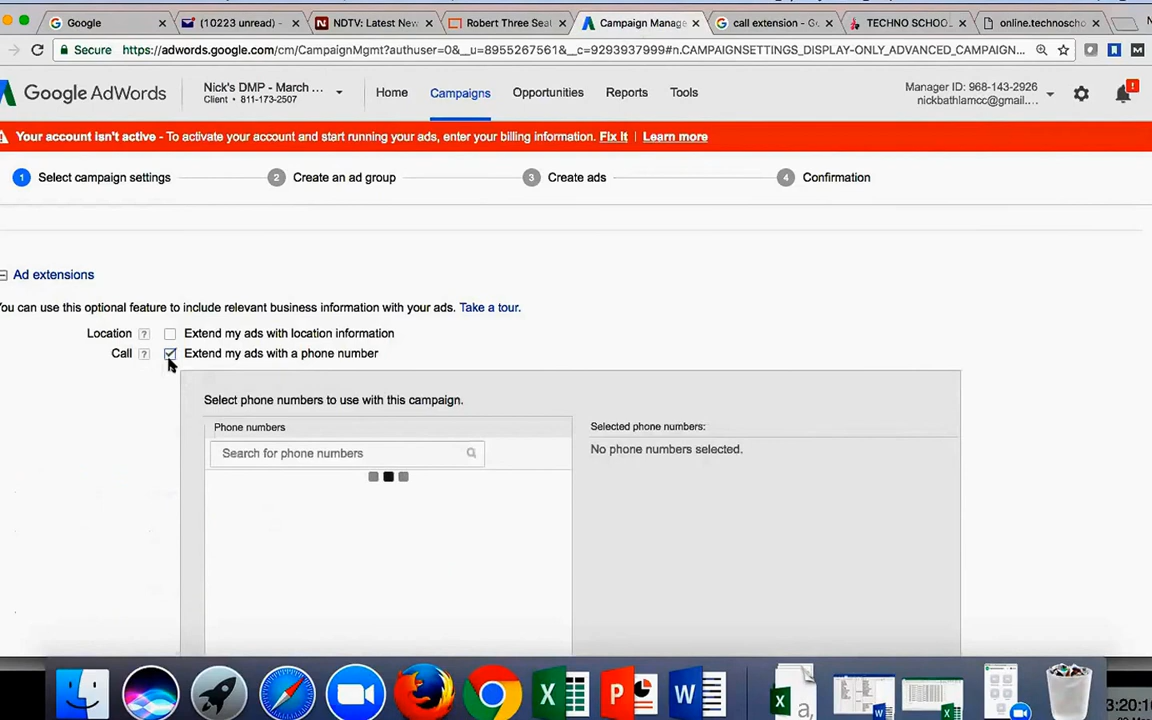 Google
(10223 unread) -
NDTV: Latest New
Robert Three Seat
Campaign Manage
call extension - Go
TECHNO SCHOOL
online.technoscho
Secure https://adwords.google.com/cm/CampaignMgmt?authuser=0&__u=8955267561&__c=9293937999#n.CAMPAIGNSETTINGS_DISPLAY-ONLY_ADVANCED_CAMPAIGN...
Google AdWords
Nick's DMP - March ...
Client • 811-173-2507
Home
Campaigns
Opportunities
Reports
Tools
Manager ID: 968-143-2926
nickbathlamcc@gmail....
Your account isn't active - To activate your account and start running your ads, enter your billing information. Fix It | Learn more
1 Select campaign settings
2 Create an ad group
3 Create ads
4 Confirmation
Ad extensions
You can use this optional feature to include relevant business information with your ads. Take a tour.
Location ? Extend my ads with location information
Call ? Extend my ads with a phone number
Select phone numbers to use with this campaign.
Phone numbers
Search for phone numbers
Selected phone numbers:
No phone numbers selected.
3:20:1